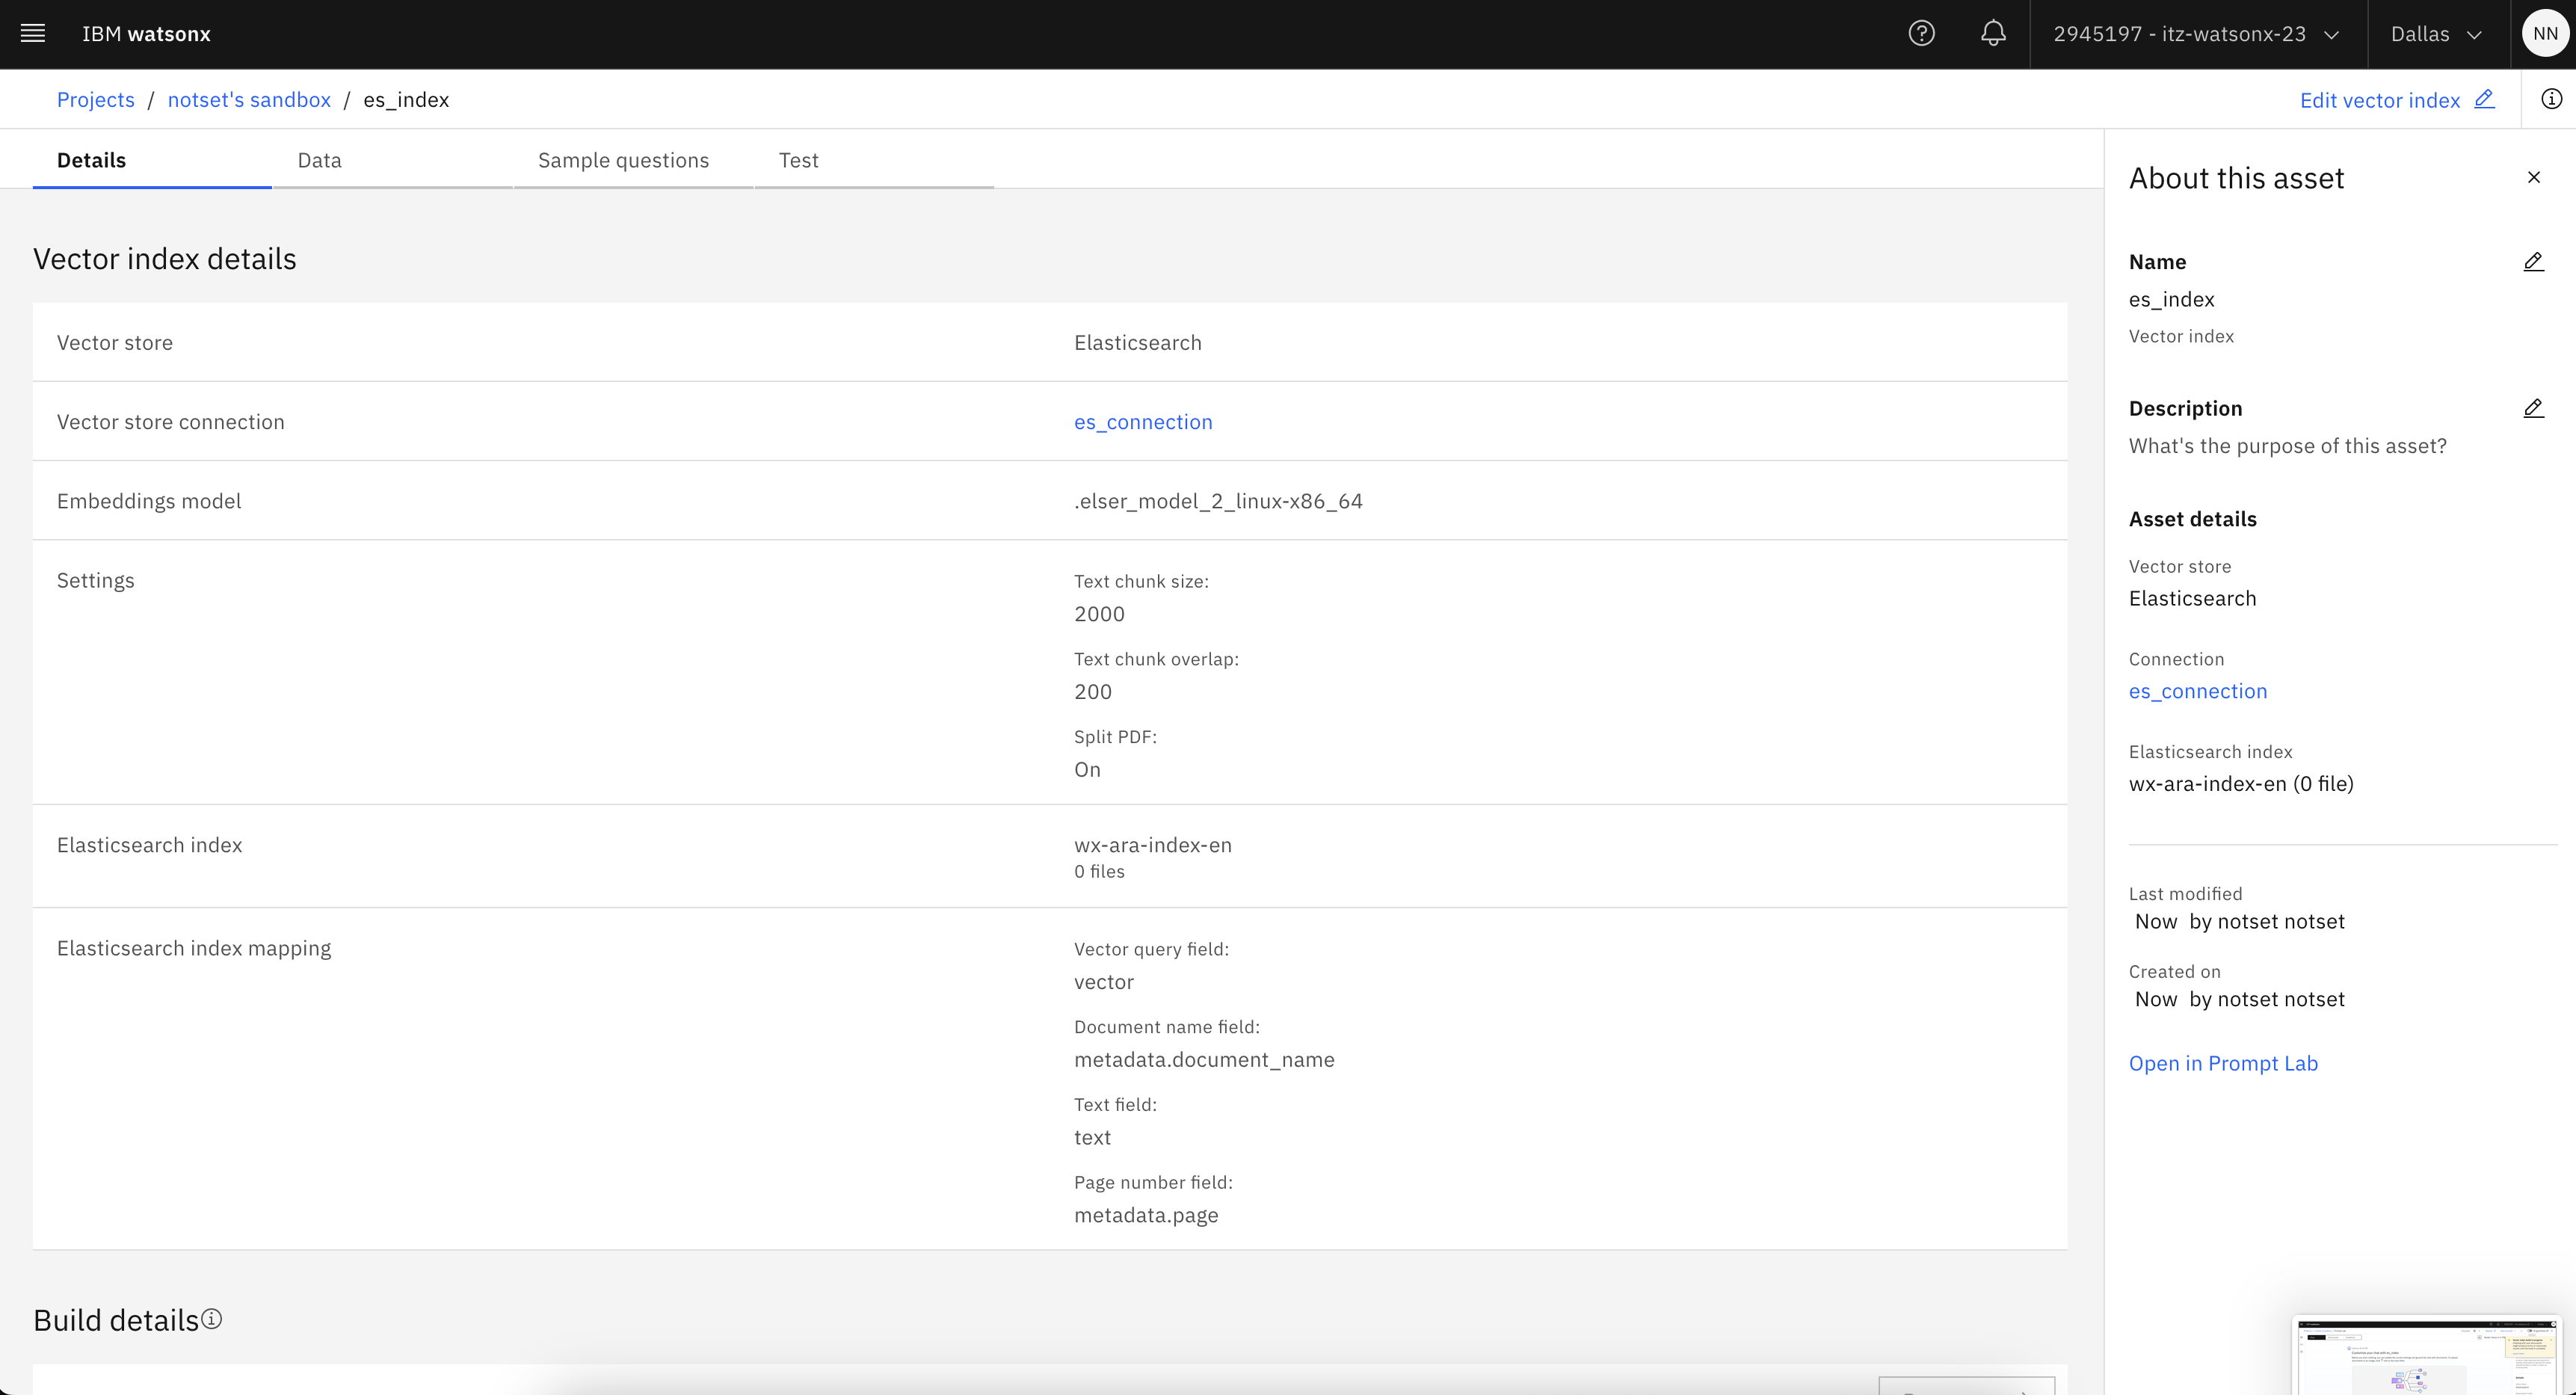 IBM watsonx
2945197 - itz-watsonx-23
Dallas
NN
Projects / notset's sandbox / es_index
Edit vector index
Details
Data
Sample questions
Test
Vector index details
Vector store
Elasticsearch
Vector store connection
es_connection
Embeddings model
.elser_model_2_linux-x86_64
Settings
Text chunk size:
2000
Text chunk overlap:
200
Split PDF:
On
Elasticsearch index
wx-ara-index-en
0 files
Elasticsearch index mapping
Vector query field:
vector
Document name field:
metadata.document_name
Text field:
text
Page number field:
metadata.page
Build details
About this asset
Name
es_index
Vector index
Description
What's the purpose of this asset?
Asset details
Vector store
Elasticsearch
Connection
es_connection
Elasticsearch index
wx-ara-index-en (0 file)
Last modified
Now by notset notset
Created on
Now by notset notset
Open in Prompt Lab